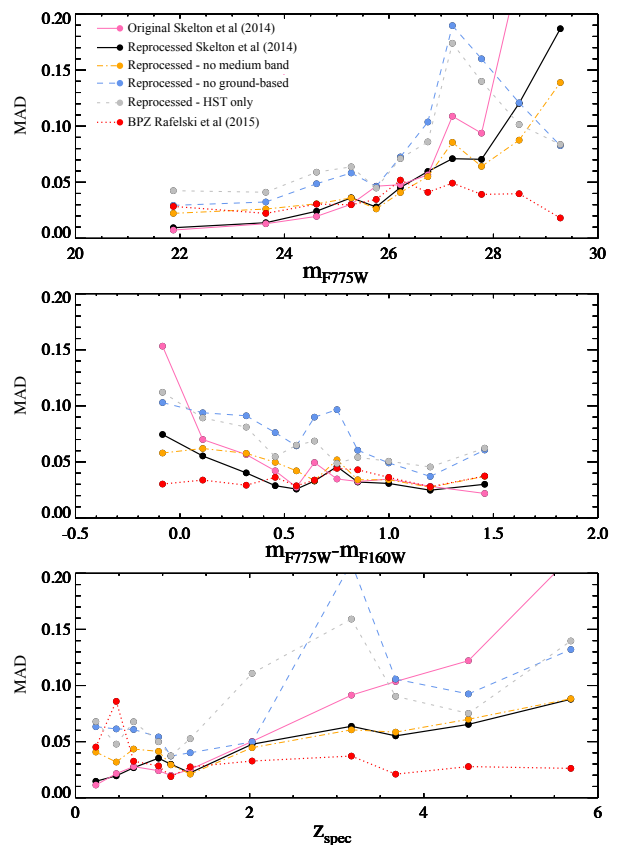 0.20
0.15
0.10
0.05
0.00
MAD
Original Skelton et al (2014)
Reprocessed Skelton et al (2014)
Reprocessed - no medium band
Reprocessed - no ground-based
Reprocessed - HST only
BPZ Rafelski et al (2015)
20 22 24 26 28 30
mF775W
0.20
0.15
0.10
0.05
0.00
MAD
-0.5 0.0 0.5 1.0 1.5 2.0
mF775W-mF160W
0.20
0.15
0.10
0.05
0.00
MAD
0 2 4 6
zspec